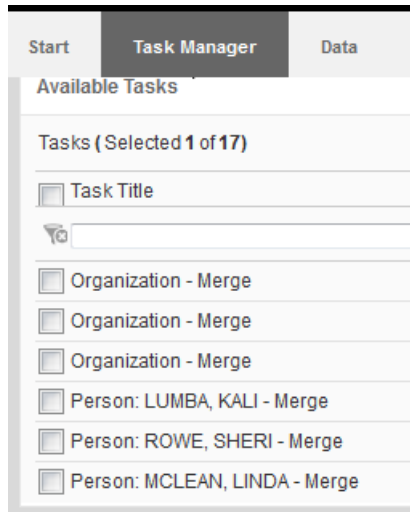 Start Task Manager Data
Available Tasks
Tasks ( Selected 1 of 17)
Task Title
Organization - Merge
Organization - Merge
Organization - Merge
Person: LUMBA, KALI - Merge
Person: ROWE, SHERI - Merge
Person: MCLEAN, LINDA - Merge